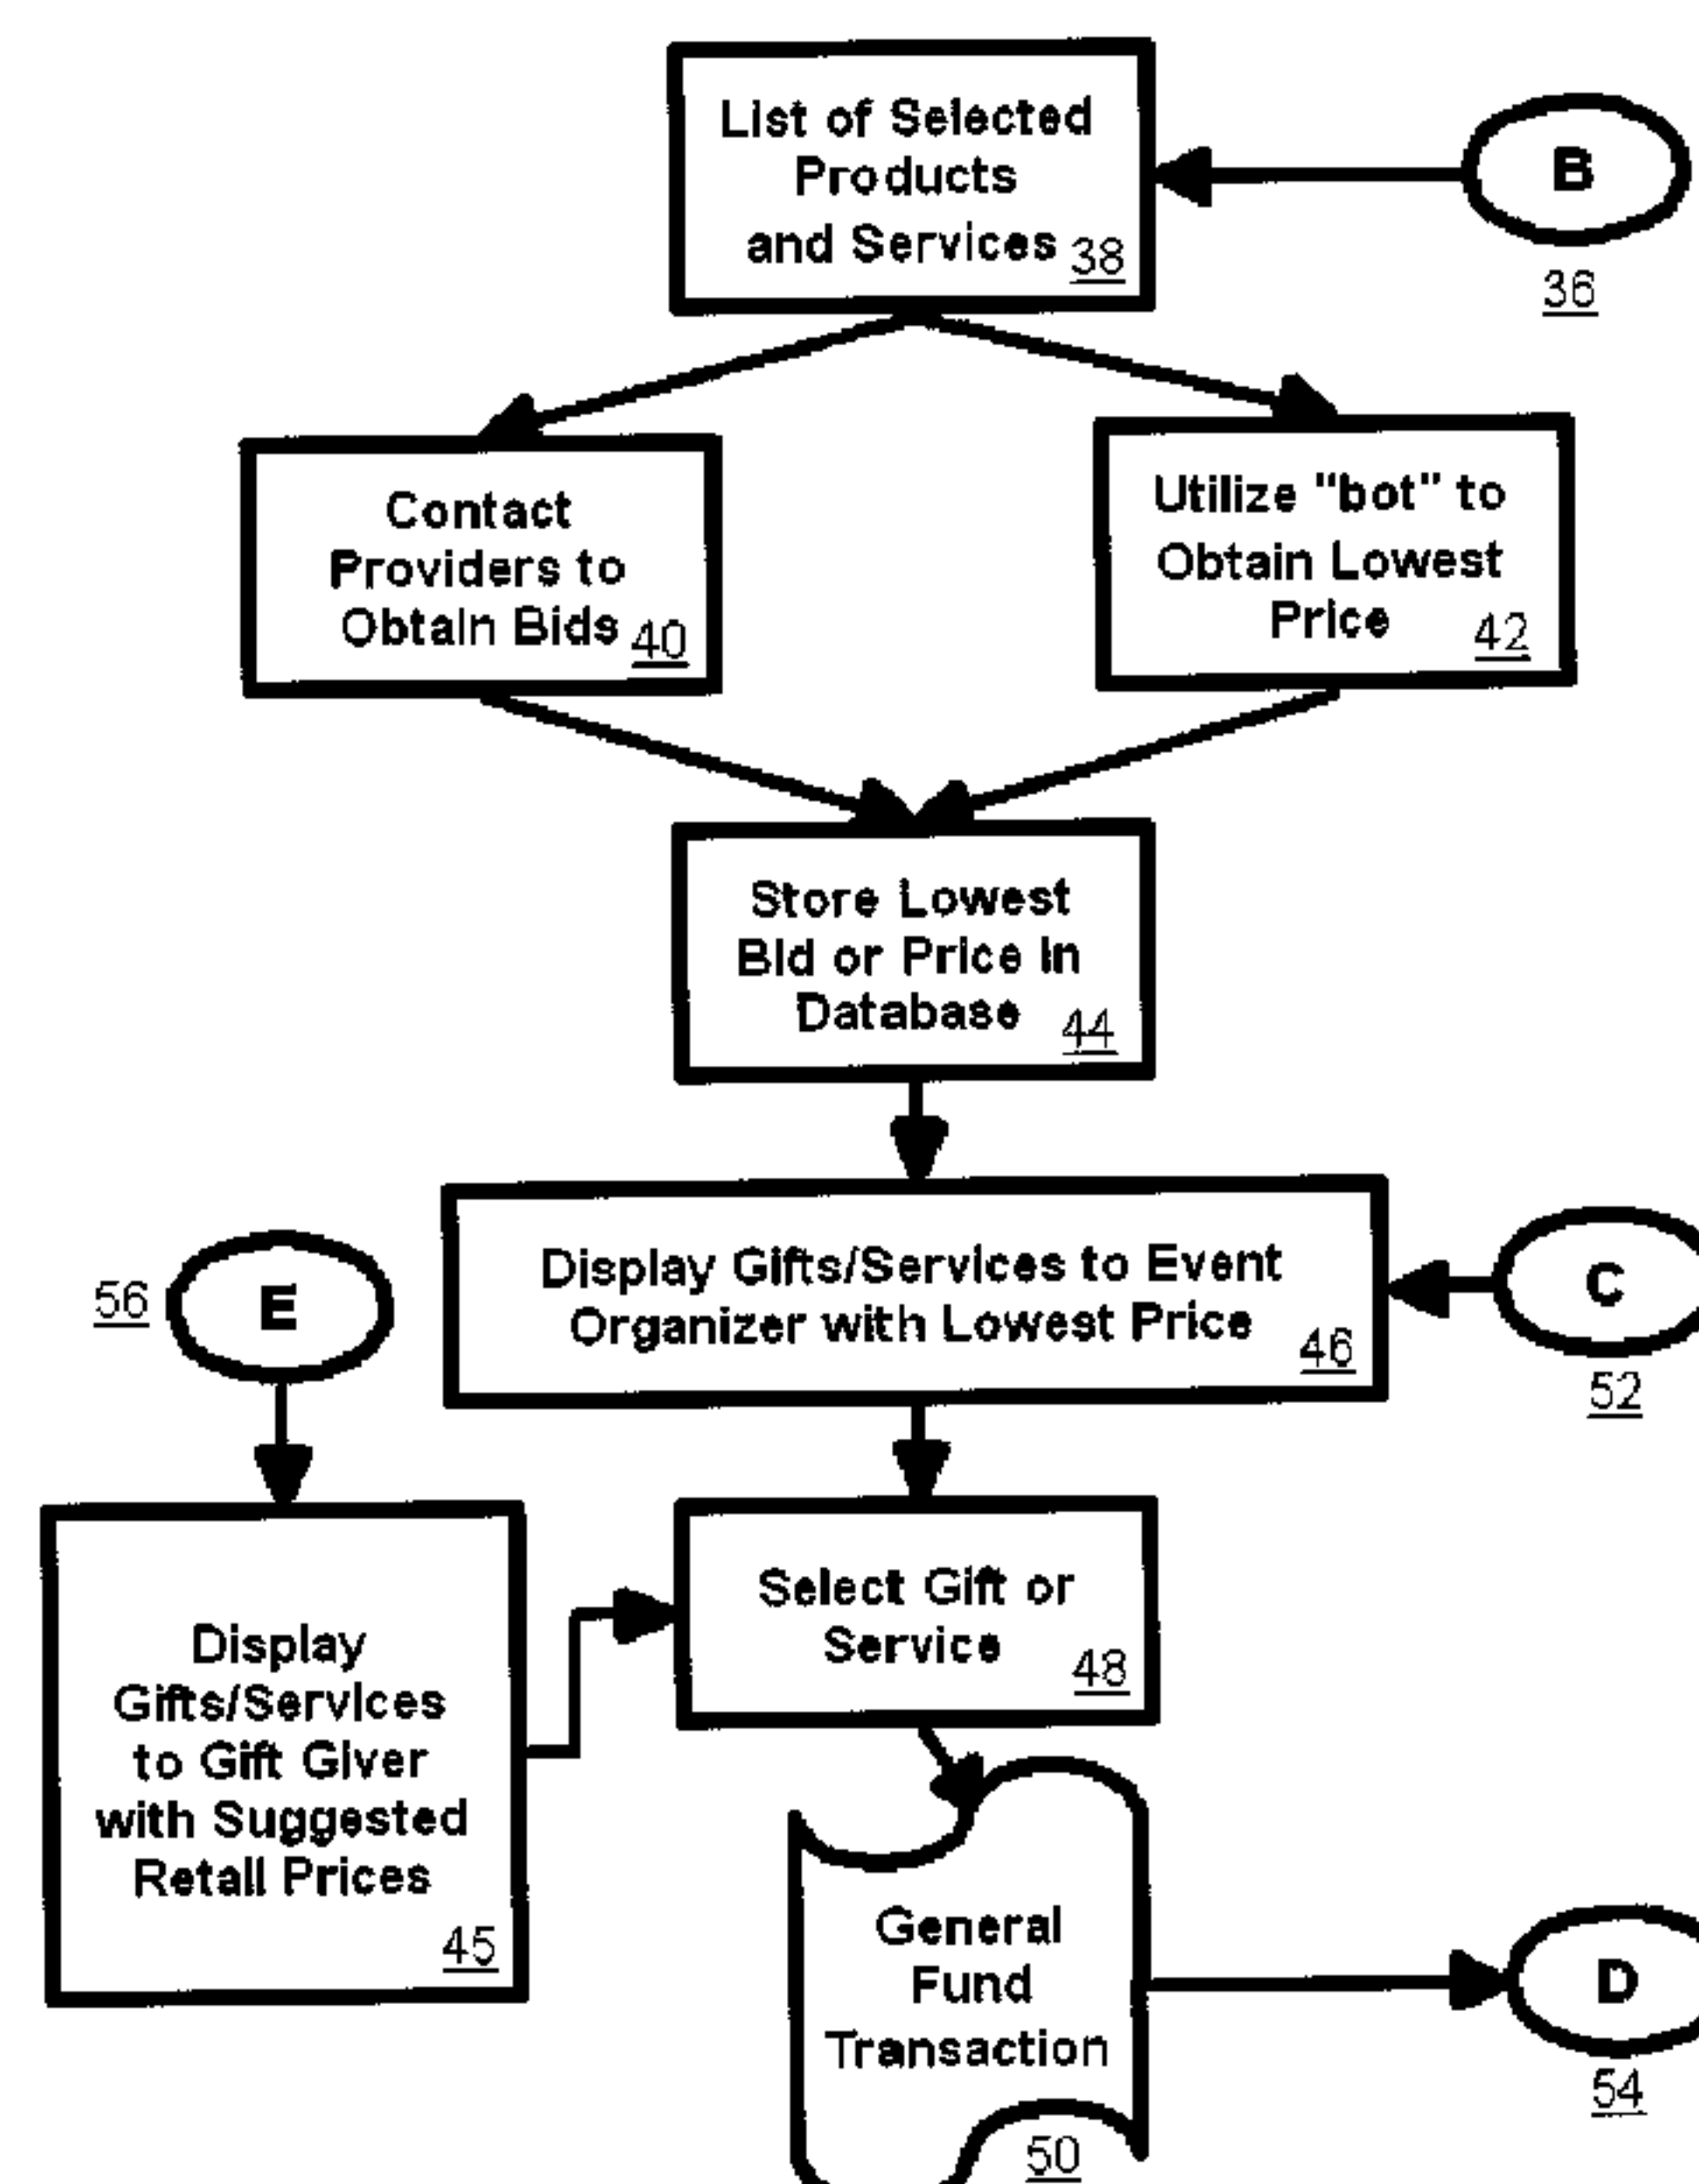 List of Selected
Products
and Services 38
B
36
Contact
Providers to
Obtain Bids 40
Utilize "bot" to
Obtain Lowest
Price 42
Store Lowest
Bid or Price in
Database 44
Display Gifts/Services to Event
Organizer with Lowest Price 46
C
52
56 E
Display
Gifts/Services
to Gift Giver
with Suggested
Retail Prices
45
Select Gift or
Service 48
General
Fund
Transaction
50
D
54